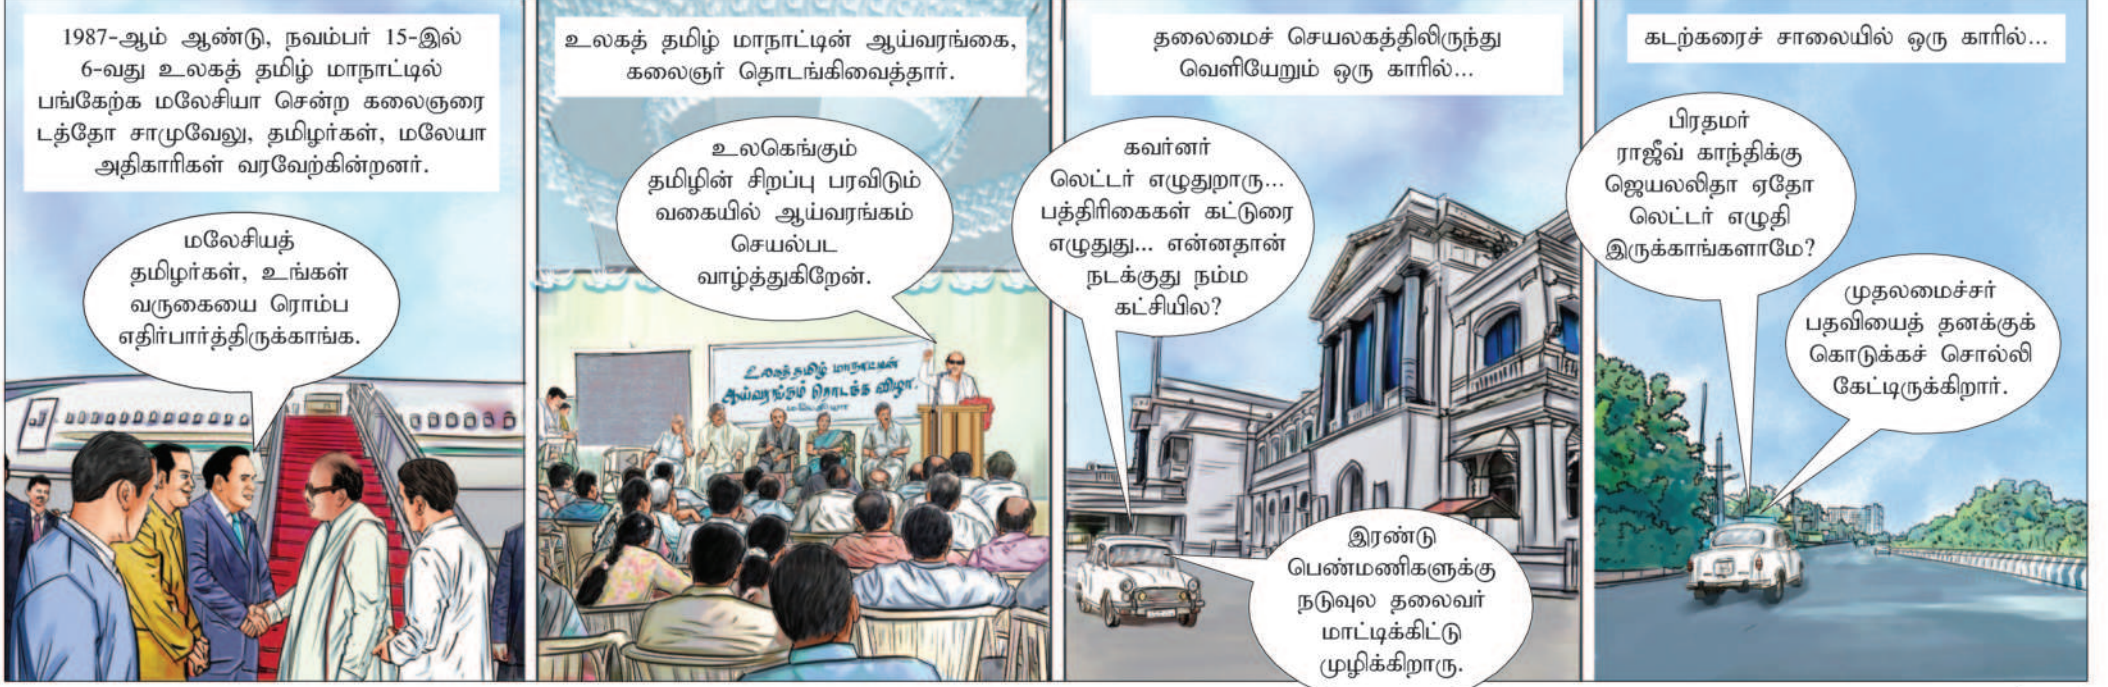 1987-ஆம் ஆண்டு, நவம்பர் 15-இல்
6-வது உலகத் தமிழ் மாநாட்டில்
பங்கேற்க மலேசியா சென்ற கலைஞரை
டத்தோ சாமுவேலு, தமிழர்கள், மலேயா
அதிகாரிகள் வரவேற்கின்றனர்.
மலேசியத்
தமிழர்கள், உங்கள்
வருகையை ரொம்ப
எதிர்பார்த்திருக்காங்க.
உலகத் தமிழ் மாநாட்டின் ஆய்வரங்கை,
கலைஞர் தொடங்கிவைத்தார்.
உலகெங்கும்
தமிழின் சிறப்பு பரவிடும்
வகையில் ஆய்வரங்கம்
செயல்பட
வாழ்த்துகிறேன்.
உலகத்தமிழ் மாநாட்டின்
ஆய்வரங்கம் தொடக்க விழா.
மலேசியா
தலைமைச் செயலகத்திலிருந்து
வெளியேறும் ஒரு காரில்...
கவர்னர்
லெட்டர் எழுதுறாரு...
பத்திரிகைகள் கட்டுரை
எழுதுது... என்னதான்
நடக்குது நம்ம
கட்சியில?
இரண்டு
பெண்மணிகளுக்கு
நடுவுல தலைவர்
மாட்டிக்கிட்டு
முழிக்கிறாரு.
கடற்கரைச் சாலையில் ஒரு காரில்...
பிரதமர்
ராஜீவ் காந்திக்கு
ஜெயலலிதா ஏதோ
லெட்டர் எழுதி
இருக்காங்களாமே?
முதலமைச்சர்
பதவியைத் தனக்குக்
கொடுக்கச் சொல்லி
கேட்டிருக்கிறார்.